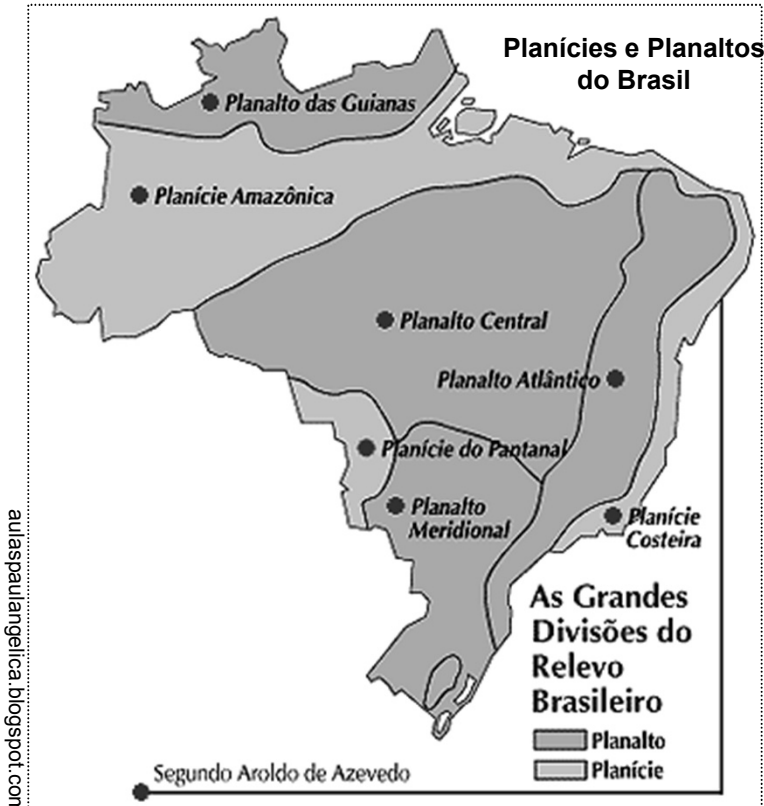 Planícies e Planaltos
do Brasil
Planalto das Guianas
Planície Amazônica
Planalto Central
Planalto Atlântico
Planície do Pantanal
Planalto
Meridional
Planície
Costeira
As Grandes
Divisões do
Relevo
Brasileiro
Planalto
Planície
Segundo Aroldo de Azevedo
aulaspaulangelica.blogspot.com